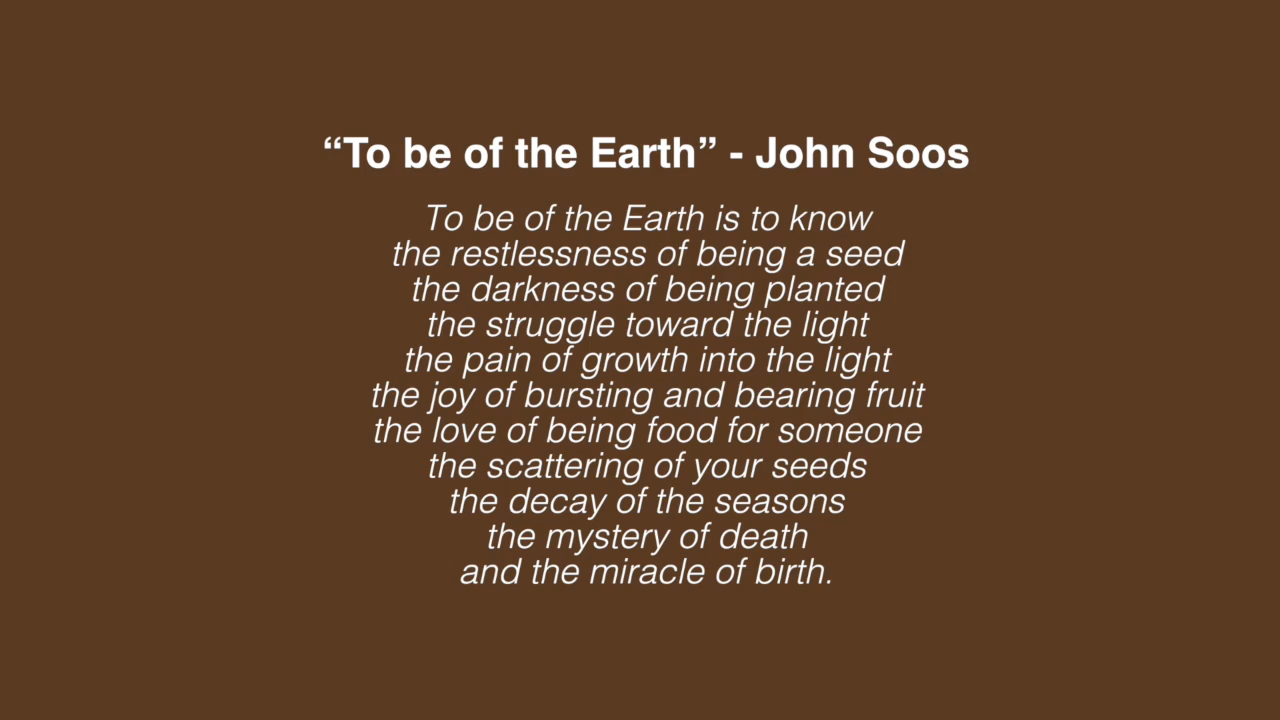 “To be of the Earth” - John Soos
To be of the Earth is to know
the restlessness of being a seed
the darkness of being planted
the struggle toward the light
the pain of growth into the light
the joy of bursting and bearing fruit
the love of being food for someone
the scattering of your seeds
the decay of the seasons
the mystery of death
and the miracle of birth.